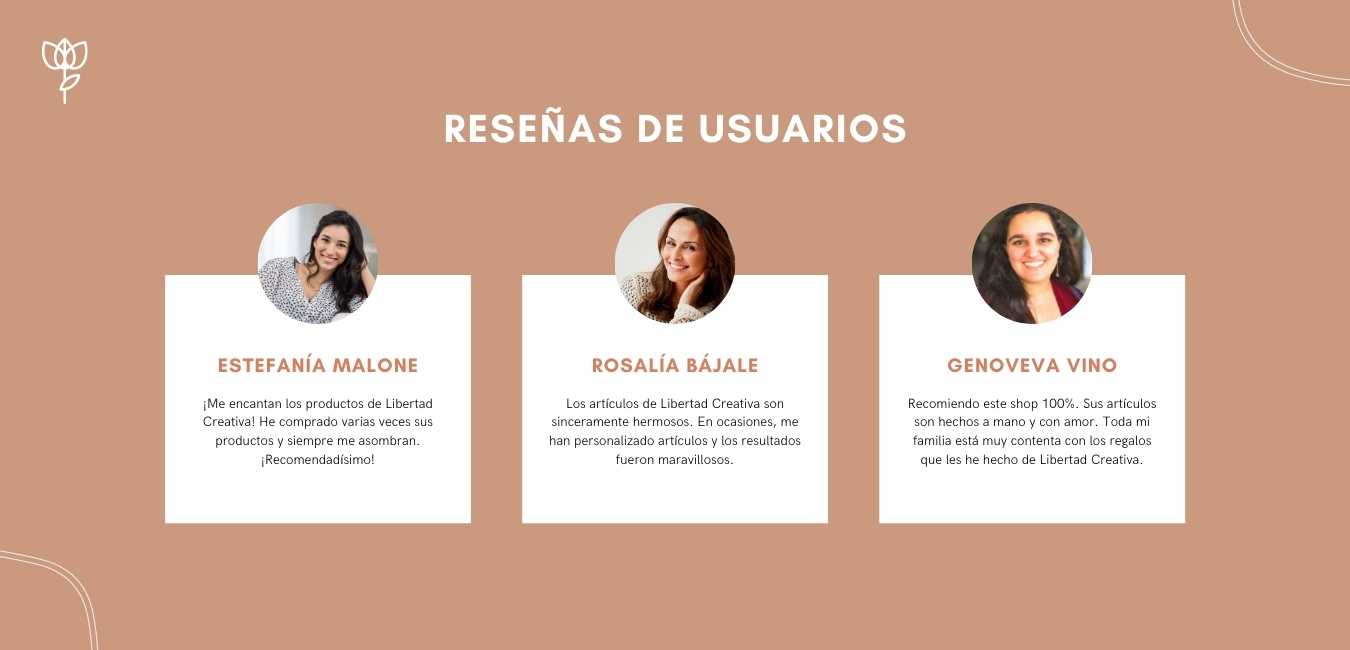 RESEÑAS DE USUARIOS
ESTEFANÍA MALONE
¡Me encantan los productos de Libertad
Creativa! He comprado varias veces sus
productos y siempre me asombran.
¡Recomendadísimo!
ROSALÍA BÁJALE
Los artículos de Libertad Creativa son
sinceramente hermosos. En ocasiones, me
han personalizado artículos y los resultados
fueron maravillosos.
GENOVEVA VINO
Recomiendo este shop 100%. Sus artículos
son hechos a mano y con amor. Toda mi
familia está muy contenta con los regalos
que les he hecho de Libertad Creativa.